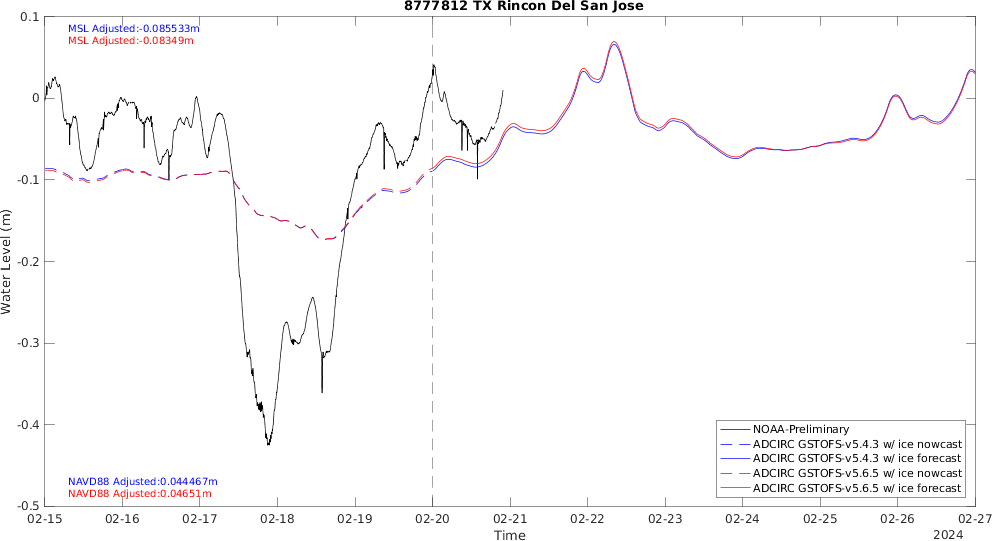 8777812 TX Rincon Del San Jose
MSL Adjusted:-0.085533m
MSL Adjusted:-0.08349m
0.1
0
-0.1
-0.2
-0.3
-0.4
-0.5
Water Level (m)
NAVD88 Adjusted:0.044467m
NAVD88 Adjusted:0.04651m
NOAA-Preliminary
ADCIRC GSTOFS-v5.4.3 w/ ice nowcast
ADCIRC GSTOFS-v5.4.3 w/ ice forecast
ADCIRC GSTOFS-v5.6.5 w/ ice nowcast
ADCIRC GSTOFS-v5.6.5 w/ ice forecast
02-15 02-16 02-17 02-18 02-19 02-20 02-21 02-22 02-23 02-24 02-25 02-26 02-27
Time
2024